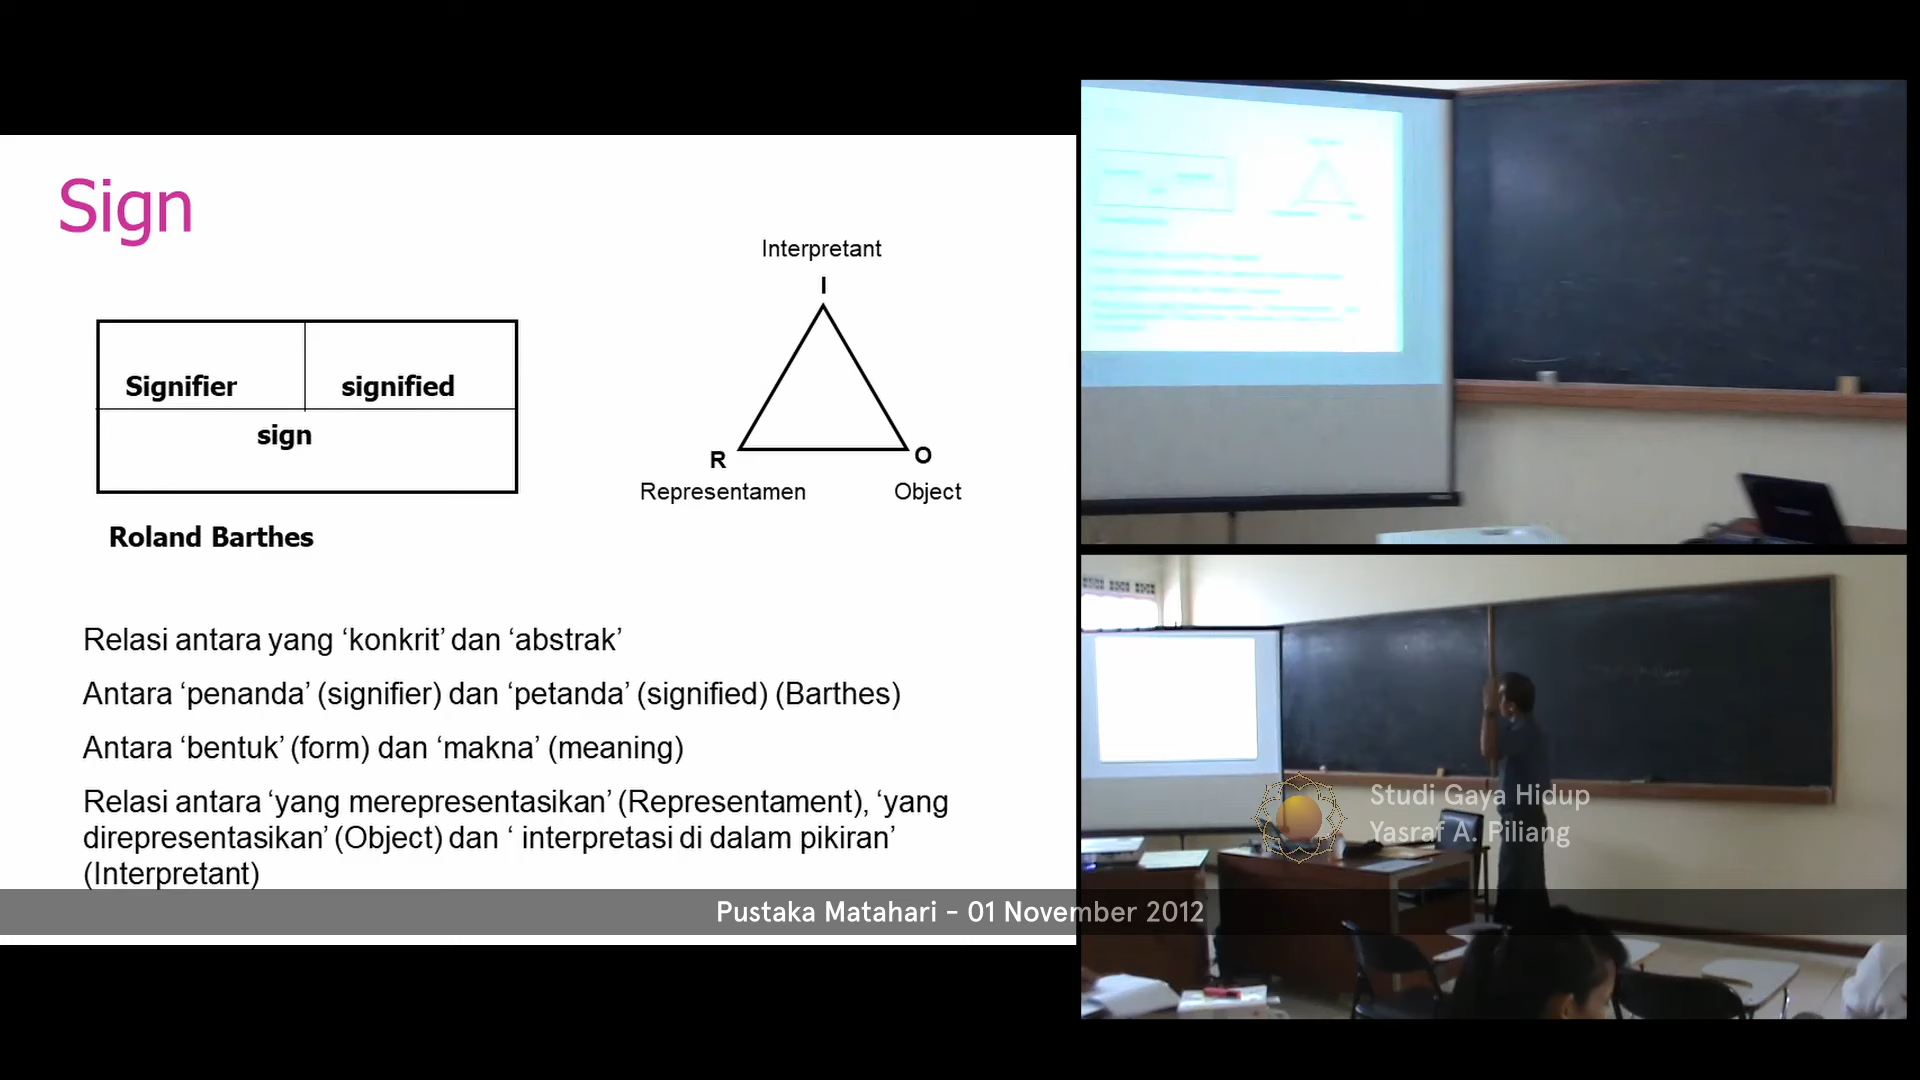 Sign
Interpretant
I
Signifier
signified
sign
R
O
Representamen
Object
Roland Barthes
Relasi antara yang ‘konkrit’ dan ‘abstrak’
Antara ‘penanda’ (signifier) dan ‘petanda’ (signified) (Barthes)
Antara ‘bentuk’ (form) dan ‘makna’ (meaning)
Relasi antara ‘yang merepresentasikan’ (Representament), ‘yang
direpresentasikan’ (Object) dan ‘ interpretasi di dalam pikiran’
(Interpretant)
Studi Gaya Hidup
Yasraf A. Piliang
Pustaka Matahari - 01 November 2012